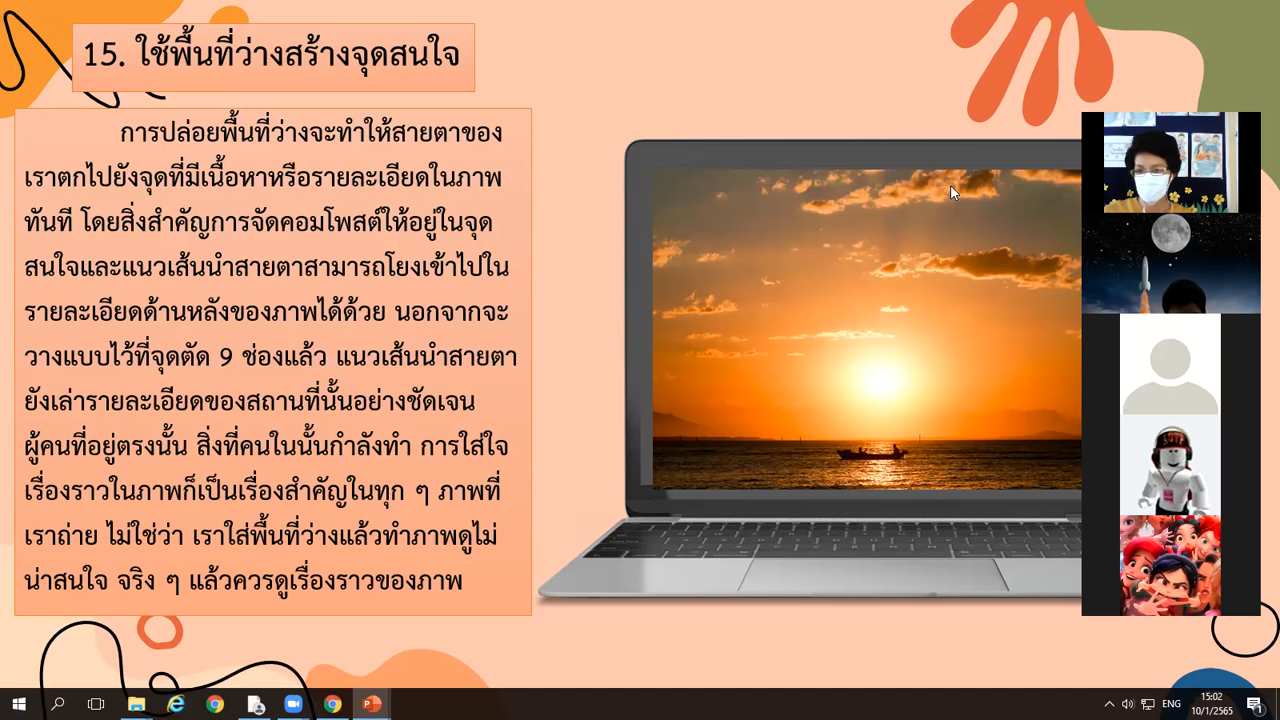 15. ใช้พื้นที่ว่างสร้างจุดสนใจ
การปล่อยพื้นที่ว่างจะทำให้สายตาของ
เราตกไปยังจุดที่มีเนื้อหาหรือรายละเอียดในภาพ
ทันที โดยสิ่งสำคัญการจัดคอมโพสต์ให้อยู่ในจุด
สนใจและแนวเส้นนำสายตาสามารถโยงเข้าไปใน
รายละเอียดด้านหลังของภาพได้ด้วย นอกจากจะ
วางแบบไว้ที่จุดตัด 9 ช่องแล้ว แนวเส้นนำสายตา
ยังเล่ารายละเอียดของสถานที่นั้นอย่างชัดเจน
ผู้คนที่อยู่ตรงนั้น สิ่งที่คนในนั้นกำลังทำ การใส่ใจ
เรื่องราวในภาพก็เป็นเรื่องสำคัญในทุก ๆ ภาพที่
เราถ่าย ไม่ใช่ว่า เราใส่พื้นที่ว่างแล้วทำภาพดูไม่
น่าสนใจ จริง ๆ แล้วควรดูเรื่องราวของภาพ
ENG
15:02
10/1/2565